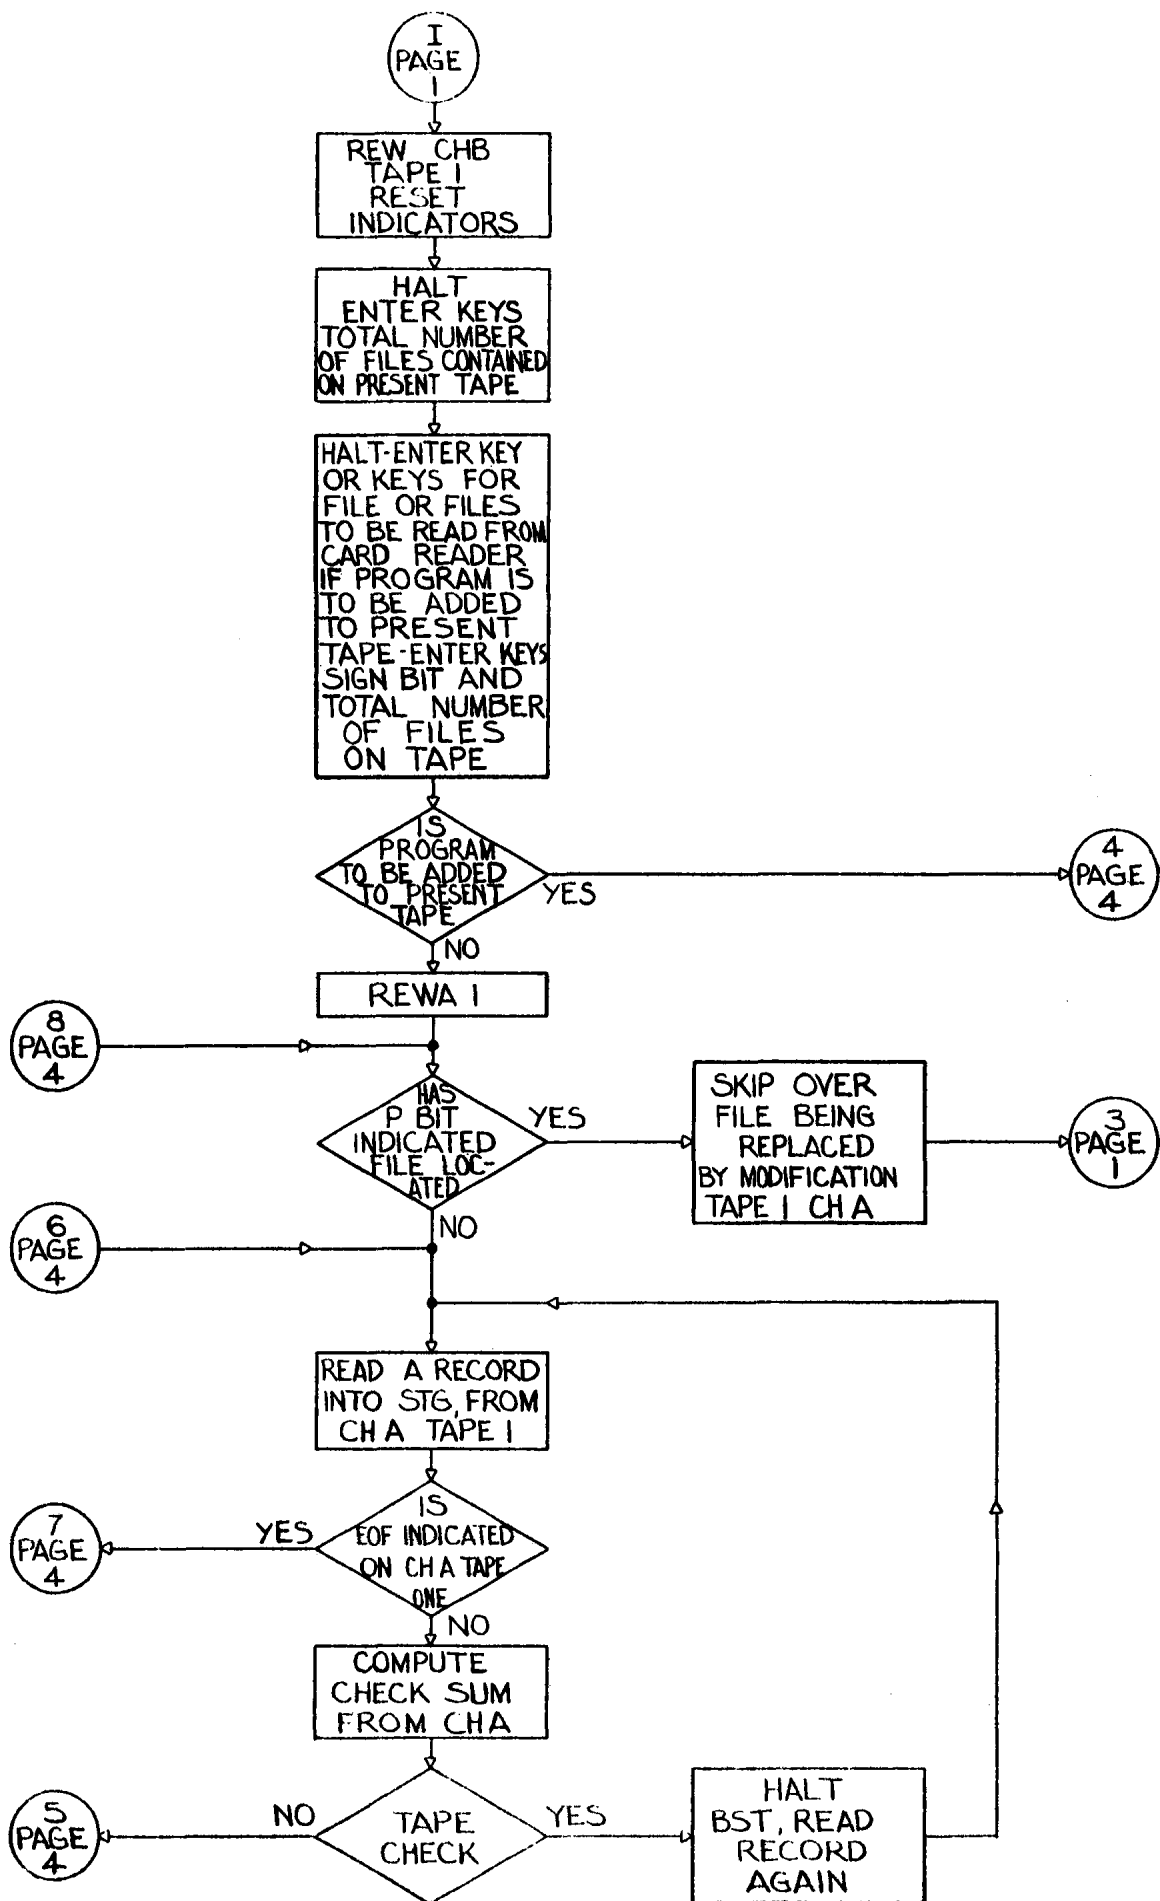 I
PAGE
1
REW CHB
TAPE 1
RESET
INDICATORS
HALT
ENTER KEYS
TOTAL NUMBER
OF FILES CONTAINED
ON PRESENT TAPE
HALT-ENTER KEY
OR KEYS FOR
FILE OR FILES
TO BE READ FROM
CARD READER
IF PROGRAM IS
TO BE ADDED
TO PRESENT
TAPE-ENTER KEYS
SIGN BIT AND
TOTAL NUMBER
OF FILES
ON TAPE
IS
PROGRAM
TO BE ADDED
TO PRESENT
TAPE
YES
4
PAGE
4
NO
REWA 1
8
PAGE
4
HAS
P BIT
INDICATED
FILE LOC-
ATED
YES
SKIP OVER
FILE BEING
REPLACED
BY MODIFICATION
TAPE 1 CH A
3
PAGE
1
NO
6
PAGE
4
READ A RECORD
INTO STG, FROM
CH A TAPE 1
IS
EOF INDICATED
ON CH A TAPE
ONE
YES
7
PAGE
4
NO
COMPUTE
CHECK SUM
FROM CH A
TAPE
CHECK
NO
5
PAGE
4
YES
HALT
BST, READ
RECORD
AGAIN